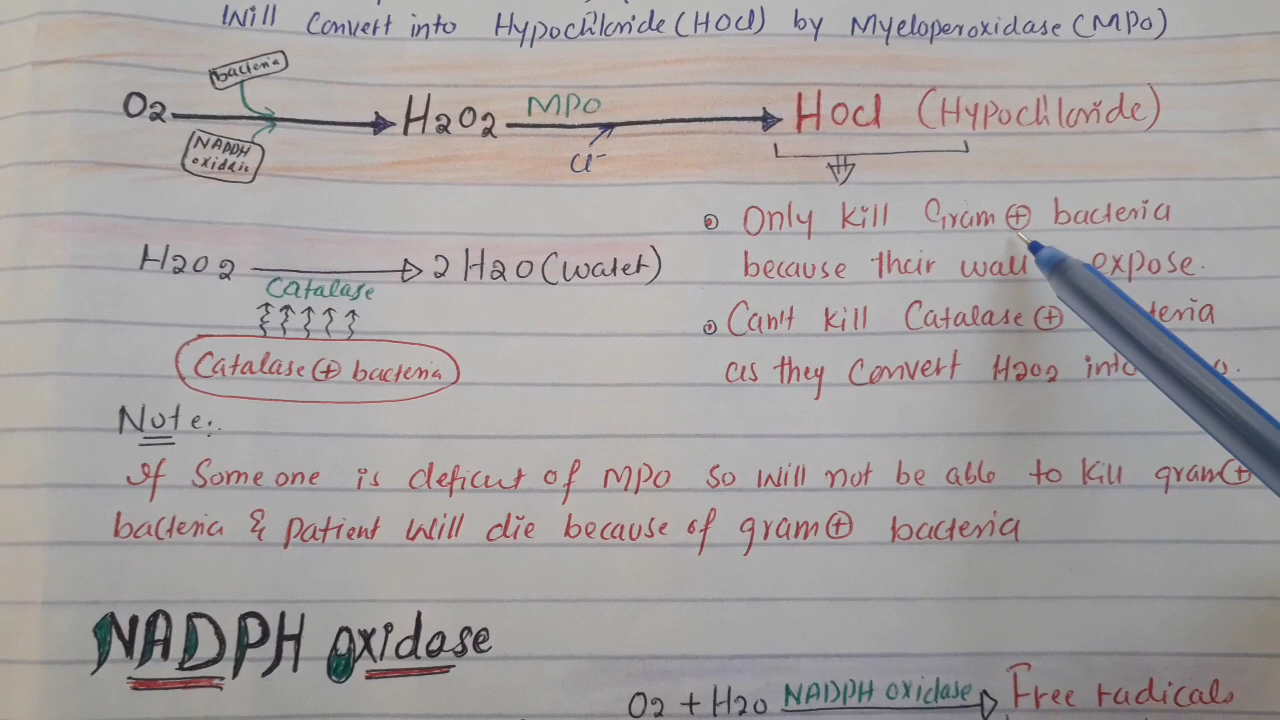 Will Convert into Hypochloride (HOCl) by Myeloperoxidase (MPO)
bacteria
O2 H2O2 MPO HOCl (Hypochloride)
NADPH
Cl-
Only kill Gram ⊕ bacteria
because their wall expose.
H2O2 2 H2O (Water)
Catalase
Can't kill Catalase ⊕
as they Convert H2O2 into
Catalase ⊕ bacteria
Note:
If Some one is deficut of MPO so will not be able to kill gram ⊕
bacteria & patient will die because of gram ⊕ bacteria
NADPH oxidase
O2 + H2O NADPH oxidase Free radicals